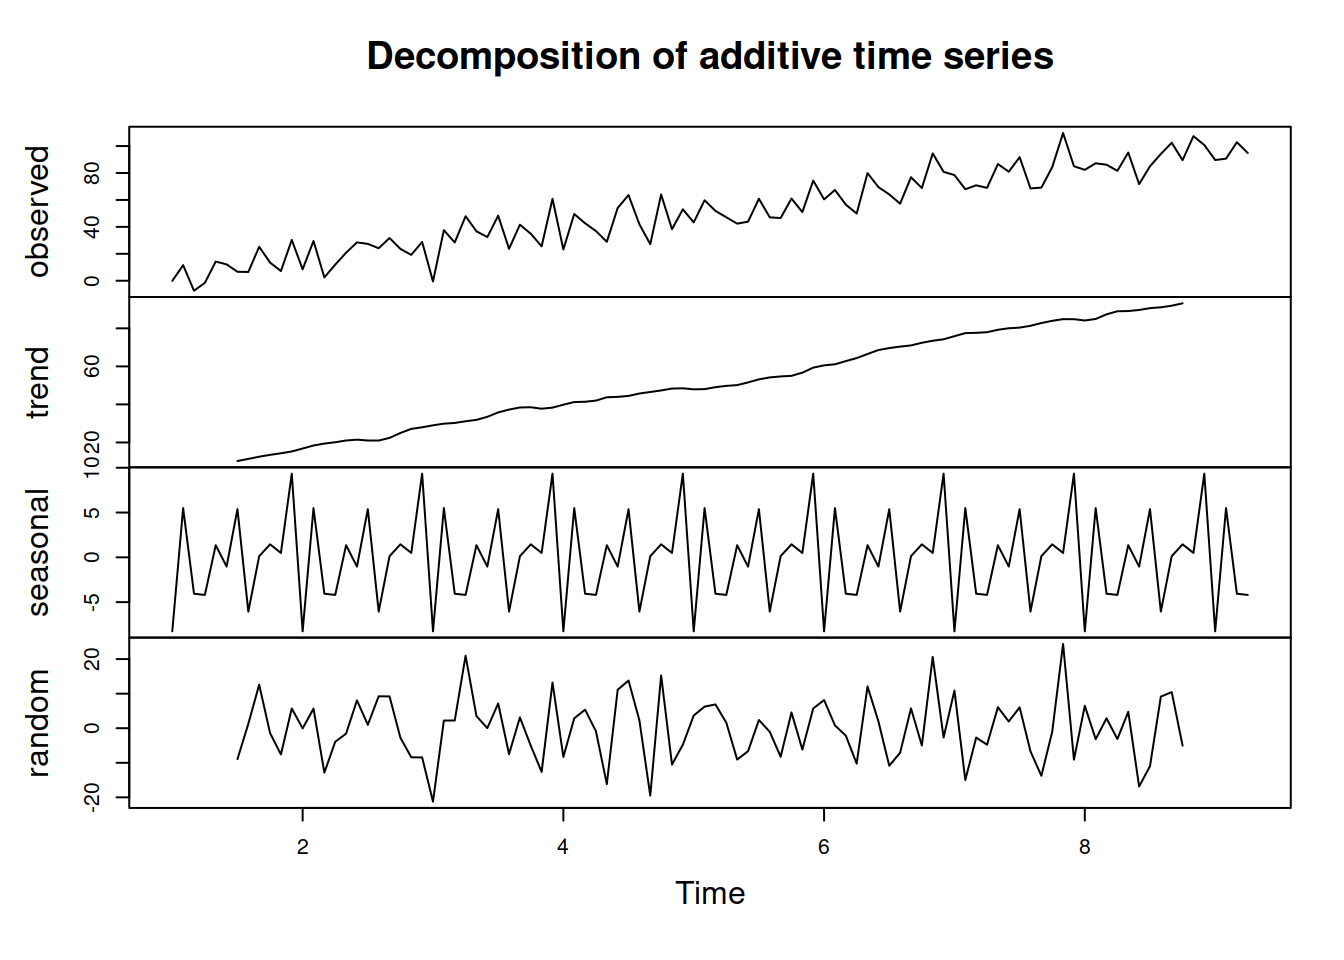 Decomposition of additive time series
observed
0 40 80
trend
20 60
seasonal
-5 0 5 10
random
-20 0 20
2 4 6 8
Time